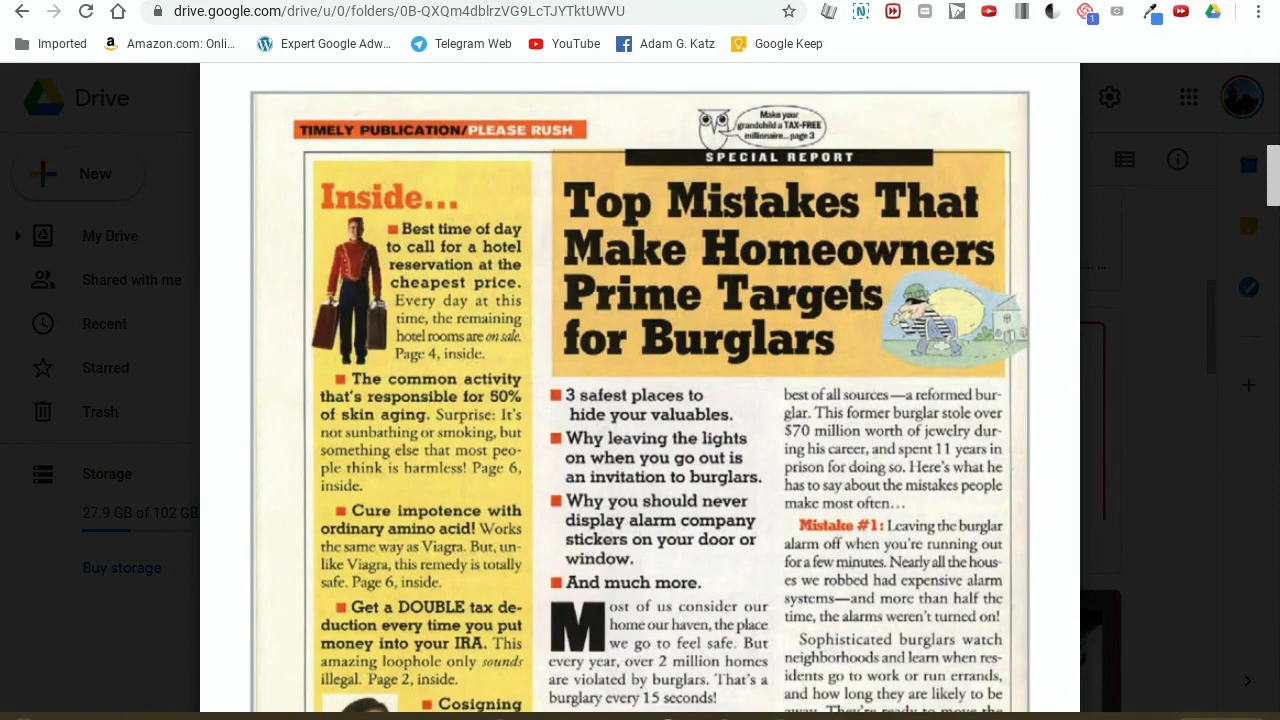 drive.google.com/drive/u/0/folders/0B-QXQm4dblrzVG9LcTJYTktUWVU
1
Imported
Amazon.com: Onli...
Expert Google Adw...
Telegram Web
YouTube
Adam G. Katz
Google Keep
Drive
New
My Drive
Shared with me
Recent
Starred
Trash
Storage
27.9 GB of 102 GB
Buy storage
TIMELY PUBLICATION/PLEASE RUSH
Make your
grandchild a TAX-FREE
millionaire...page 3
SPECIAL REPORT
Inside...
Best time of day
to call for a hotel
reservation at the
cheapest price.
Every day at this
time, the remaining
hotel rooms are on sale.
Page 4, inside.
The common activity
that's responsible for 50%
of skin aging. Surprise: It's
not sunbathing or smoking, but
something else that most peo-
ple think is harmless! Page 6,
inside.
Cure impotence with
ordinary amino acid! Works
the same way as Viagra. But, un-
like Viagra, this remedy is totally
safe. Page 6, inside.
Get a DOUBLE tax de-
duction every time you put
money into your IRA. This
amazing loophole only sounds
illegal. Page 2, inside.
Cosigning
Top Mistakes That
Make Homeowners
Prime Targets
for Burglars
3 safest places to
hide your valuables.
Why leaving the lights
on when you go out is
an invitation to burglars.
Why you should never
display alarm company
stickers on your door or
window.
And much more.
Most of us consider our
home our haven, the place
we go to feel safe. But
every year, over 2 million homes
are violated by burglars. That's a
burglary every 15 seconds!
best of all sources—a reformed bur-
glar. This former burglar stole over
$70 million worth of jewelry dur-
ing his career, and spent 11 years in
prison for doing so. Here's what he
has to say about the mistakes people
make most often…
Mistake #1: Leaving the burglar
alarm off when you're running out
for a few minutes. Nearly all the hous-
es we robbed had expensive alarm
systems—and more than half the
time, the alarms weren't turned on!
Sophisticated burglars watch
neighborhoods and learn when res-
idents go to work or run errands,
and how long they are likely to be
away. They're ready to move the